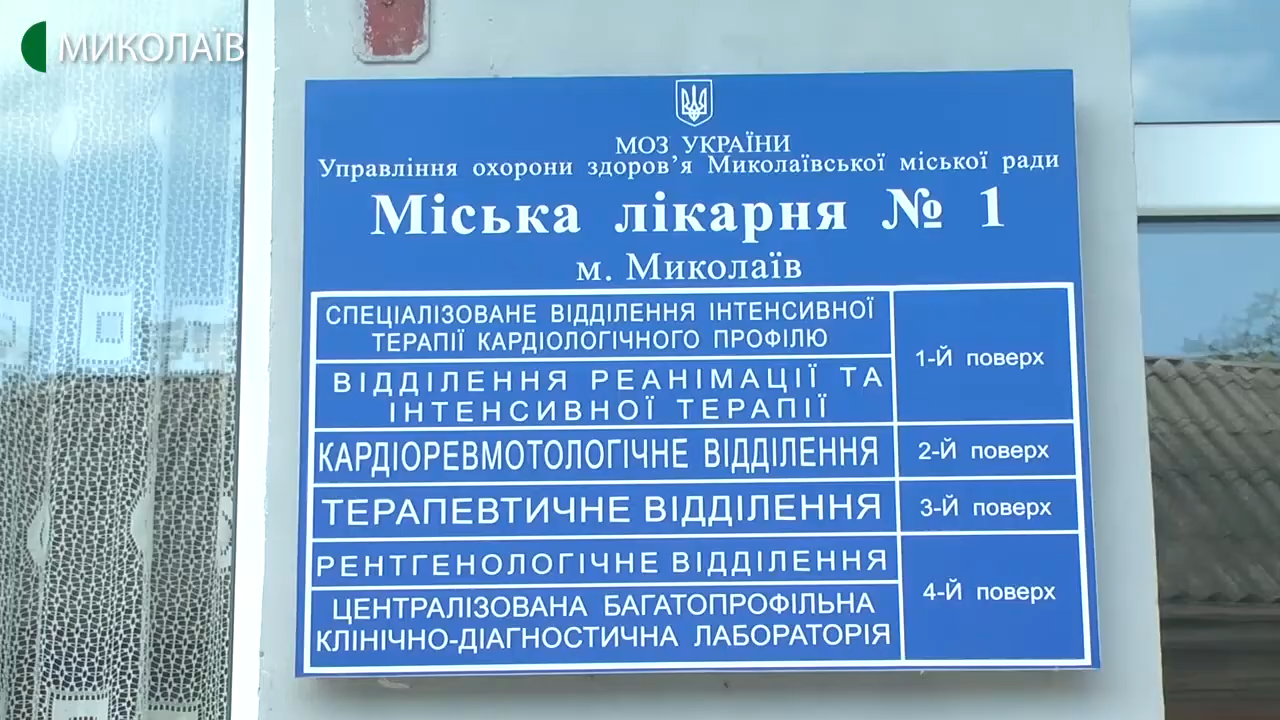 МИКОЛАЇВ
МОЗ УКРАЇНИ
Управління охорони здоров’я Миколаївської міської ради
Міська лікарня № 1
м. Миколаїв
СПЕЦІАЛІЗОВАНЕ ВІДДІЛЕННЯ ІНТЕНСИВНОЇ
ТЕРАПІЇ КАРДІОЛОГІЧНОГО ПРОФІЛЮ
ВІДДІЛЕННЯ РЕАНІМАЦІЇ ТА
ІНТЕНСИВНОЇ ТЕРАПІЇ
1-Й поверх
КАРДІОРЕВМОТОЛОГІЧНЕ ВІДДІЛЕННЯ
2-Й поверх
ТЕРАПЕВТИЧНЕ ВІДДІЛЕННЯ
3-Й поверх
РЕНТГЕНОЛОГІЧНЕ ВІДДІЛЕННЯ
ЦЕНТРАЛІЗОВАНА БАГАТОПРОФІЛЬНА
КЛІНІЧНО-ДІАГНОСТИЧНА ЛАБОРАТОРІЯ
4-Й поверх